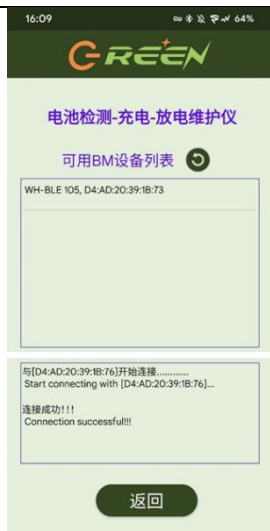 16:09
64%
GREEN
电池检测-充电-放电维护仪
可用BM设备列表
WH-BLE 105, D4:AD:20:39:1B:73
与[D4:AD:20:39:1B:76]开始连接............
Start connecting with [D4:AD:20:39:1B:76]...
连接成功!!!
Connection successful!!!
返回